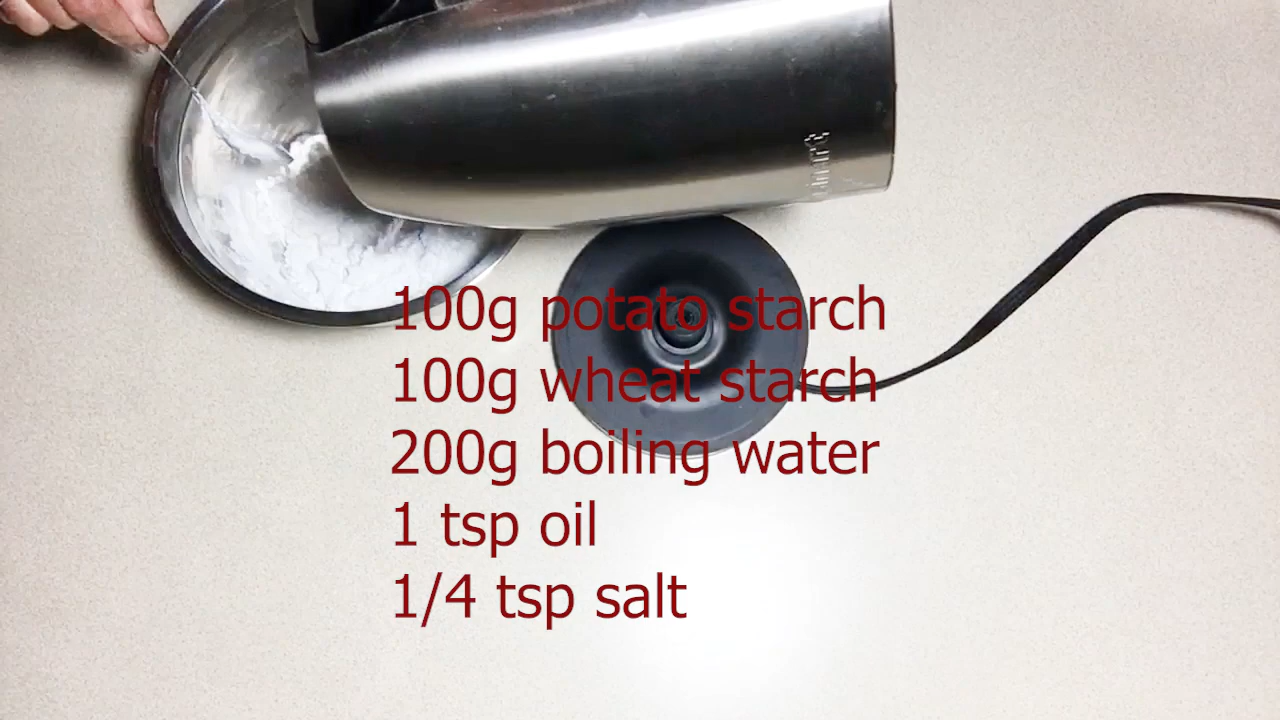 100g potato starch
100g wheat starch
200g boiling water
1 tsp oil
1/4 tsp salt